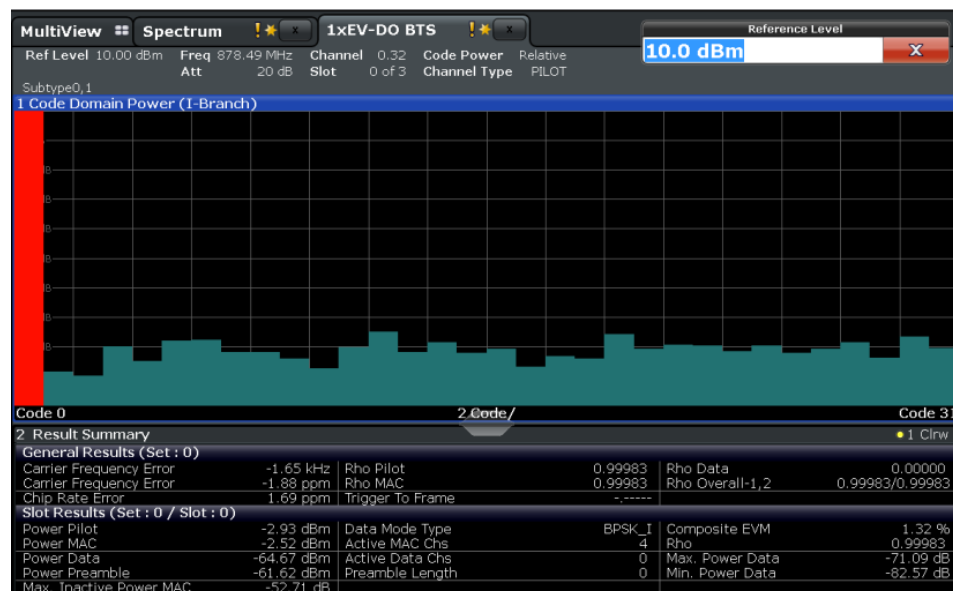 MultiView Spectrum ! x 1xEV-DO BTS ! x Reference Level
10.0 dBm X
Ref Level 10.00 dBm Freq 878.49 MHz Channel 0.32 Code Power Relative
Att 20 dB Slot 0 of 3 Channel Type PILOT
Subtype0,1
1 Code Domain Power (I-Branch)
Code 0 2 Code/ Code 31
2 Result Summary 1 Clrw
General Results (Set : 0)
Carrier Frequency Error -1.65 kHz Rho Pilot 0.99983 Rho Data 0.00000
Carrier Frequency Error -1.88 ppm Rho MAC 0.99983 Rho Overall-1,2 0.99983/0.99983
Chip Rate Error 1.69 ppm Trigger To Frame -.-----
Slot Results (Set : 0 / Slot : 0)
Power Pilot -2.93 dBm Data Mode Type BPSK_I Composite EVM 1.32 %
Power MAC -2.52 dBm Active MAC Chs 4 Rho 0.99983
Power Data -64.67 dBm Active Data Chs 0 Max. Power Data -71.09 dB
Power Preamble -61.62 dBm Preamble Length 0 Min. Power Data -82.57 dB
Max. Inactive Power MAC -52.71 dB